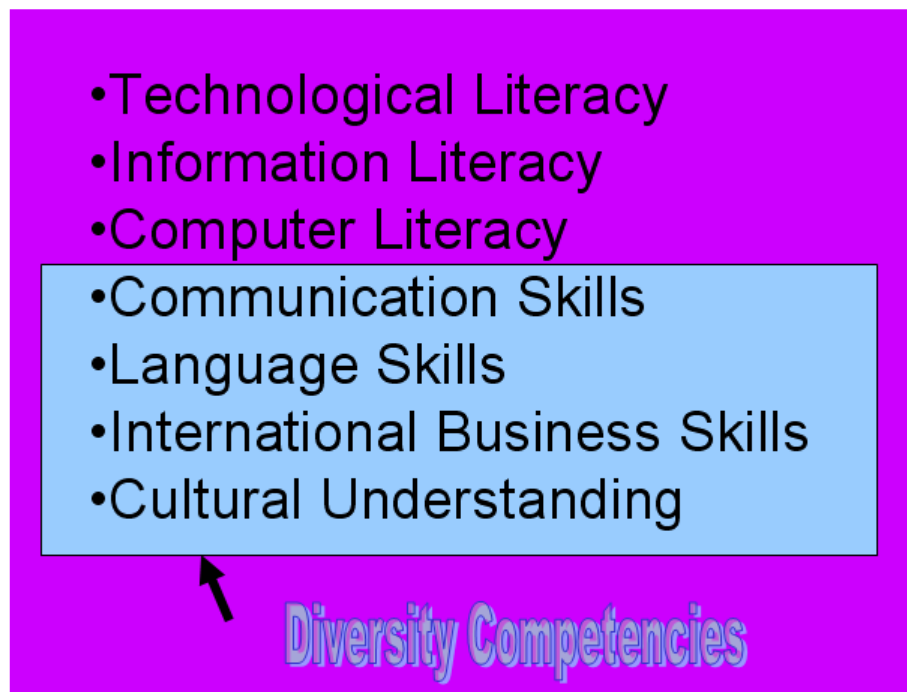 •Technological Literacy
•Information Literacy
•Computer Literacy
•Communication Skills
•Language Skills
•International Business Skills
•Cultural Understanding
Diversity Competencies